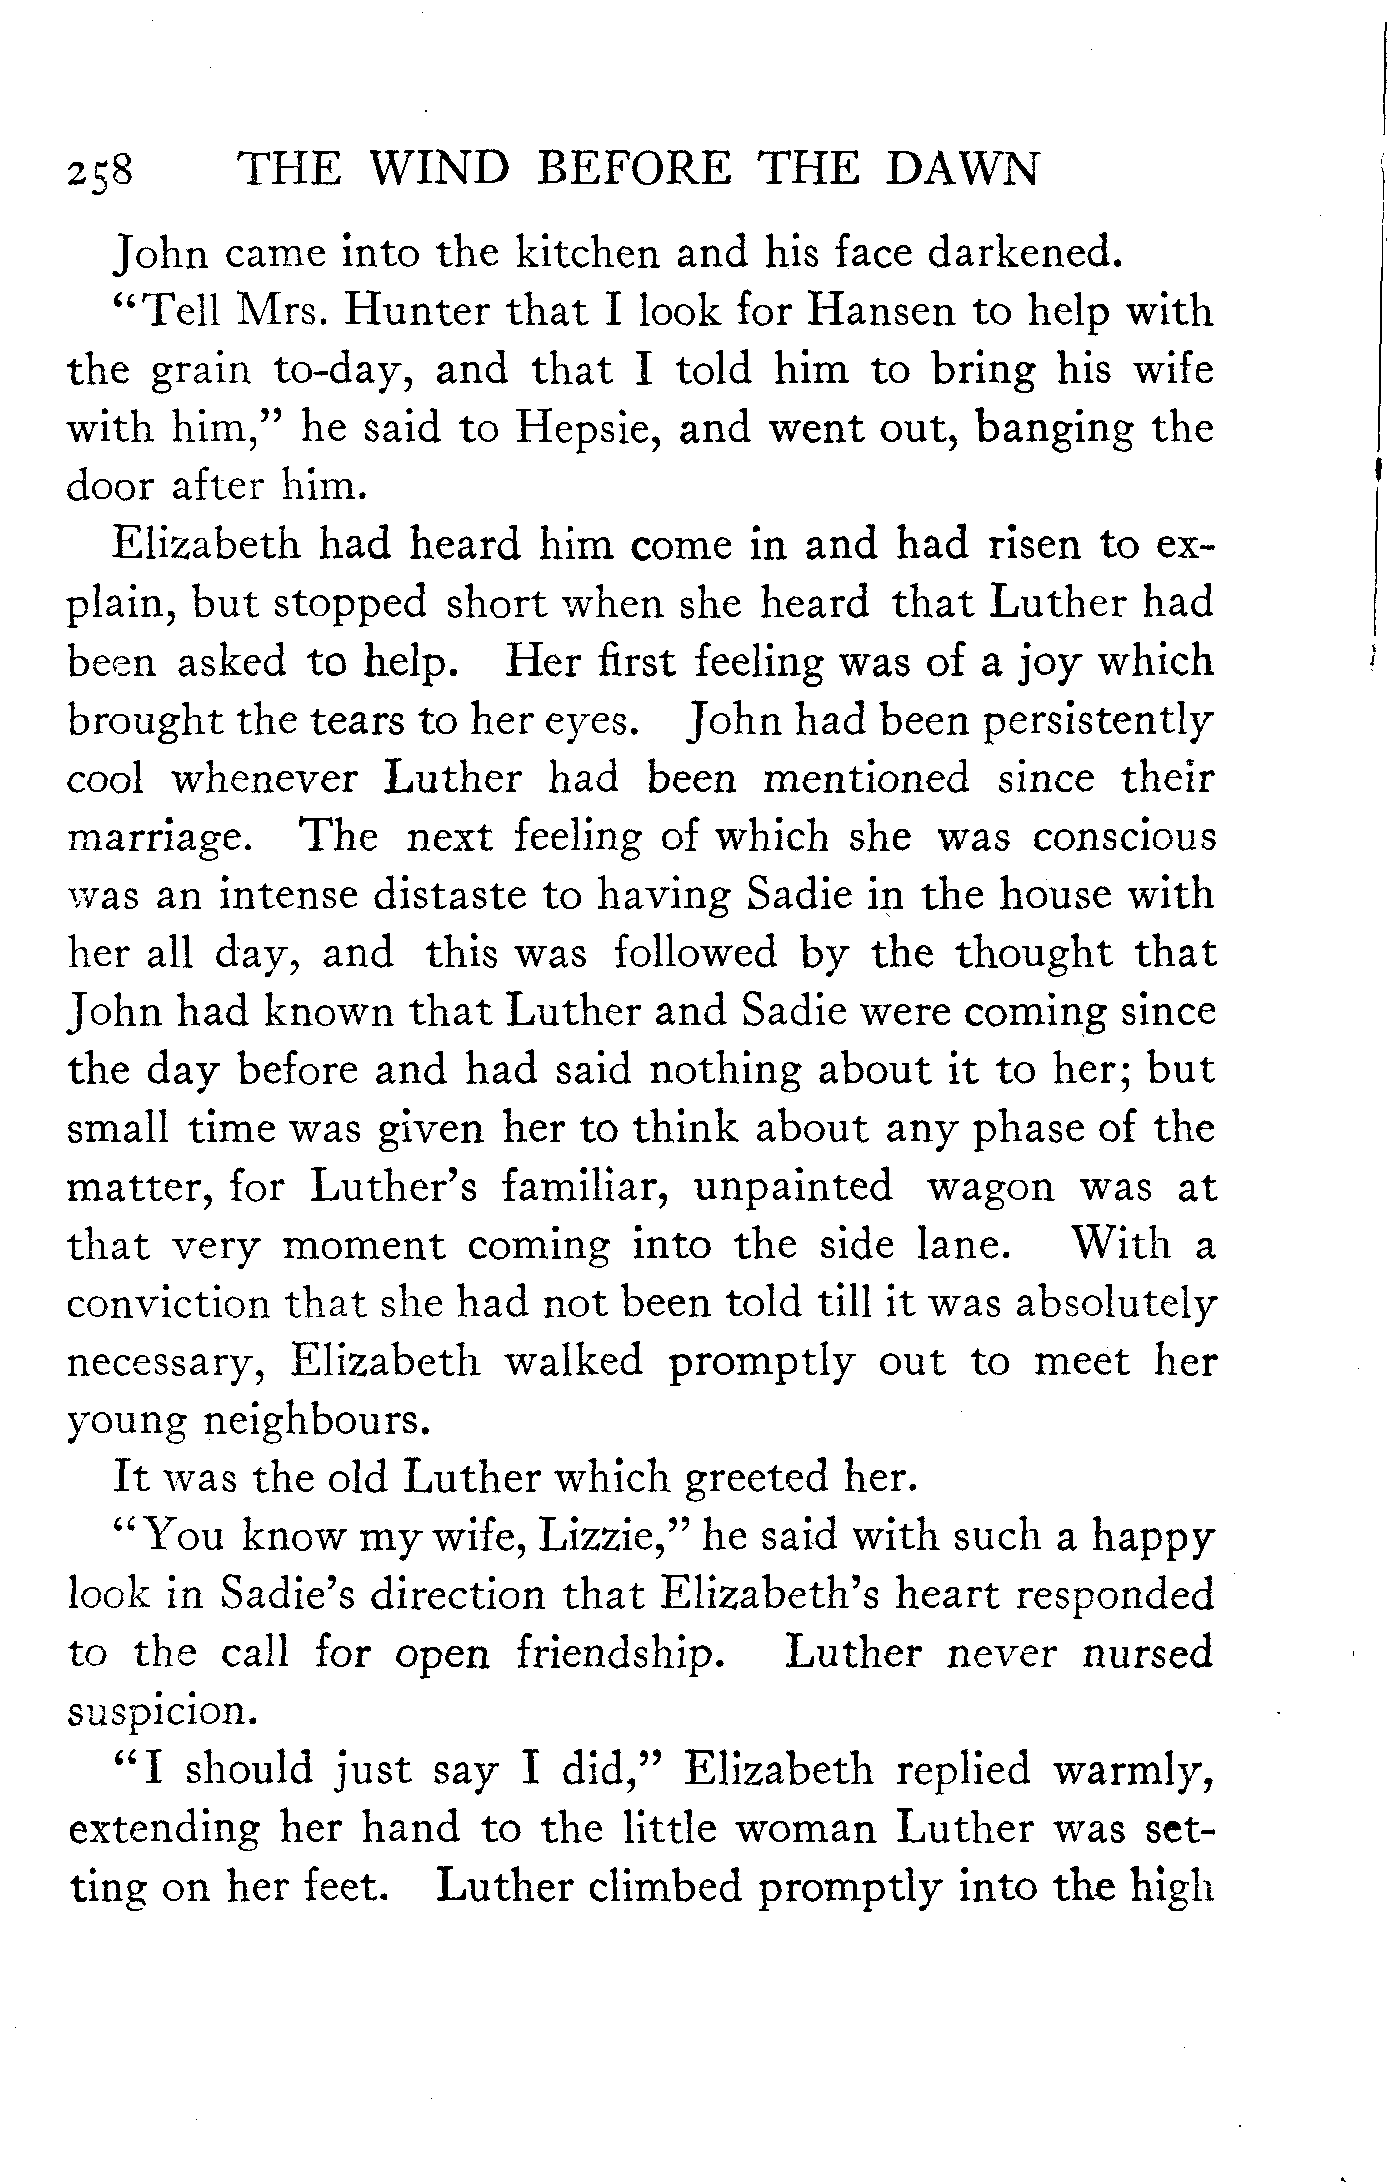 258 THE WIND BEFORE THE DAWN
John came into the kitchen and his face darkened.
“Tell Mrs. Hunter that I look for Hansen to help with
the grain to-day, and that I told him to bring his wife
with him,” he said to Hepsie, and went out, banging the
door after him.
Elizabeth had heard him come in and had risen to ex-
plain, but stopped short when she heard that Luther had
been asked to help. Her first feeling was of a joy which
brought the tears to her eyes. John had been persistently
cool whenever Luther had been mentioned since their
marriage. The next feeling of which she was conscious
was an intense distaste to having Sadie in the house with
her all day, and this was followed by the thought that
John had known that Luther and Sadie were coming since
the day before and had said nothing about it to her; but
small time was given her to think about any phase of the
matter, for Luther’s familiar, unpainted wagon was at
that very moment coming into the side lane. With a
conviction that she had not been told till it was absolutely
necessary, Elizabeth walked promptly out to meet her
young neighbours.
It was the old Luther which greeted her.
“You know my wife, Lizzie,” he said with such a happy
look in Sadie’s direction that Elizabeth’s heart responded
to the call for open friendship. Luther never nursed
suspicion.
“I should just say I did,” Elizabeth replied warmly,
extending her hand to the little woman Luther was set-
ting on her feet. Luther climbed promptly into the high